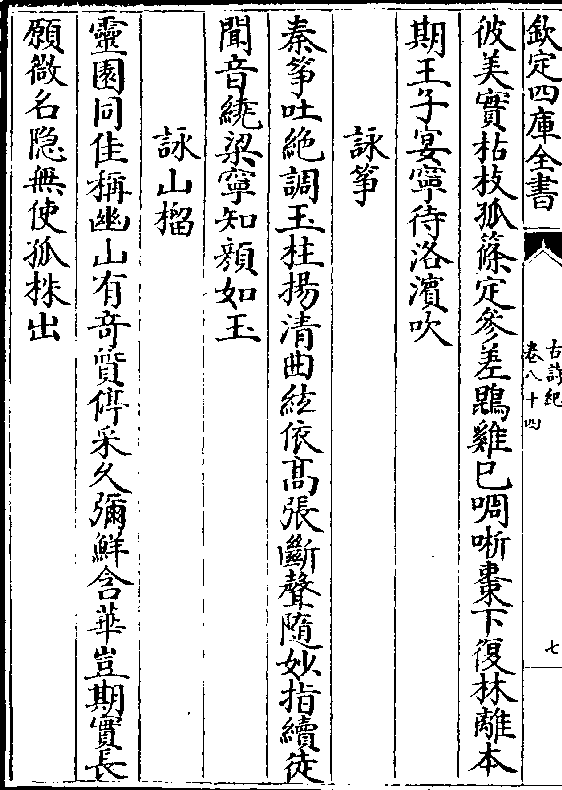 欽定四庫全書
古詩紀
卷八十四
七
彼美實枯枝孤篠定參差鵾雞已啁哳棗下復林離本
期王子宴寧待洛濱吹
詠筝
秦筝吐絶調玉柱揚清曲絃依髙張斷聲隨妙指續徒
聞音繞梁寧知顔如玉
詠山榴
靈園同佳稱幽山有竒質停采久彌鮮含華豈期實長
願微名隐無使孤株出